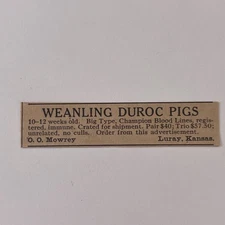 WEANLING DUROC PIGS
10-12 weeks old. Big Type, Champion Blood Lines, regis-
tered, immune. Crated for shipment. Pair $40; Trio $57.50;
unrelated, no culls. Order from this advertisement.
O. O. Mowrey Luray, Kansas.